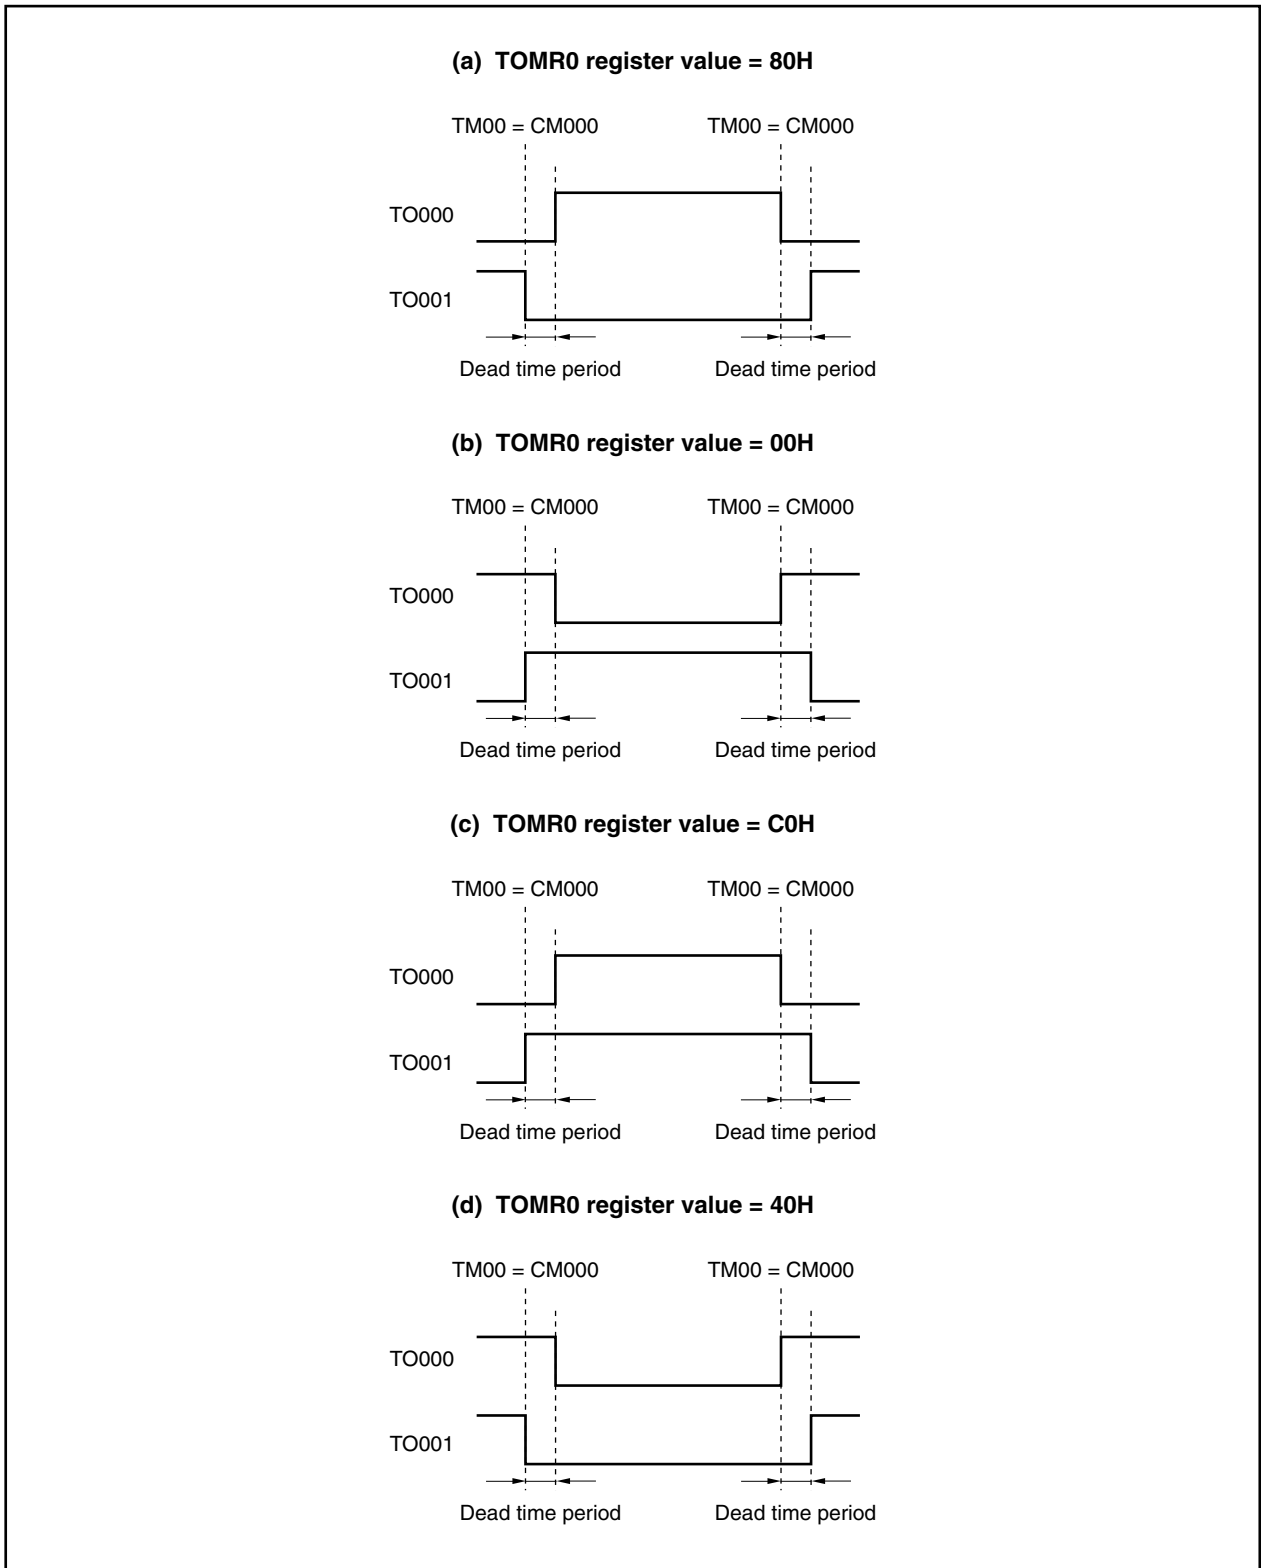 (a) TOMR0 register value = 80H
TM00 = CM000 TM00 = CM000
TO000
TO001
Dead time period Dead time period
(b) TOMR0 register value = 00H
TM00 = CM000 TM00 = CM000
TO000
TO001
Dead time period Dead time period
(c) TOMR0 register value = C0H
TM00 = CM000 TM00 = CM000
TO000
TO001
Dead time period Dead time period
(d) TOMR0 register value = 40H
TM00 = CM000 TM00 = CM000
TO000
TO001
Dead time period Dead time period